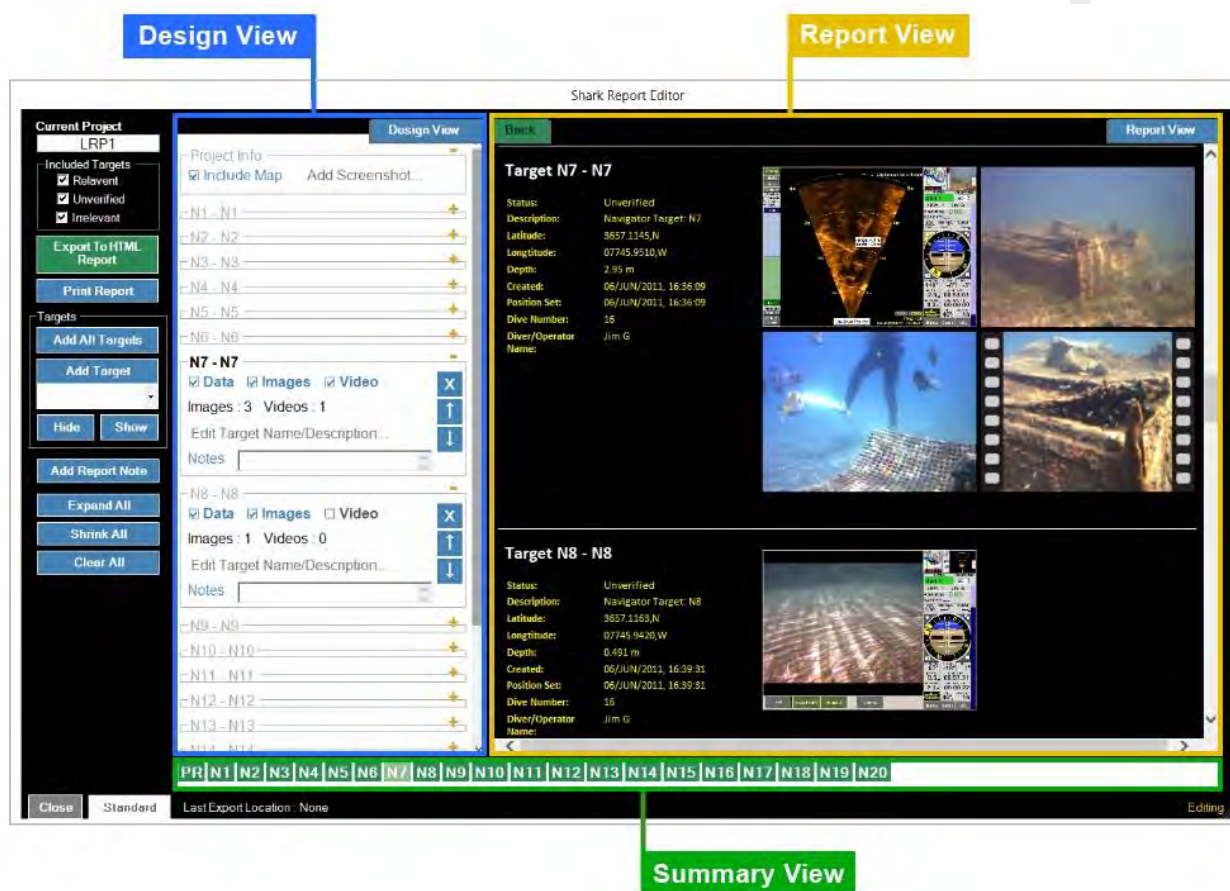 Design View
Report View
Shark Report Editor
Current Project
LRP1
Included Targets
Relavent
Unverified
Irrelevant
Export To HTML
Report
Print Report
Targets
Add All Targets
Add Target
Hide Show
Add Report Note
Expand All
Shrink All
Clear All
Design View
Project Info
Include Map Add Screenshot...
N1 - N1
N2 - N2
N3 - N3
N4 - N4
N5 - N5
N6 - N6
N7 - N7
Data Images Video
X
Images : 3 Videos : 1
Edit Target Name/Description...
Notes
N8 - N8
Data Images Video
X
Images : 1 Videos : 0
Edit Target Name/Description...
Notes
N9 - N9
N10 - N10
N11 - N11
N12 - N12
N13 - N13
N14 - N14
Back
Report View
Target N7 - N7
Status: Unverified
Description: Navigator Target: N7
Latitude: 3657.1145,N
Longtitude: 07745.9510,W
Depth: 2.95 m
Created: 06/JUN/2011, 16:36:09
Position Set: 06/JUN/2011, 16:36:09
Dive Number: 16
Diver/Operator Jim G
Name:
Target N8 - N8
Status: Unverified
Description: Navigator Target: N8
Latitude: 3657.1163,N
Longtitude: 07745.9420,W
Depth: 0.491 m
Created: 06/JUN/2011, 16:39:31
Position Set: 06/JUN/2011, 16:39:31
Dive Number: 16
Diver/Operator Jim G
Name:
PR N1 N2 N3 N4 N5 N6 N7 N8 N9 N10 N11 N12 N13 N14 N15 N16 N17 N18 N19 N20
Close Standard Last Export Location : None Editing
Summary View